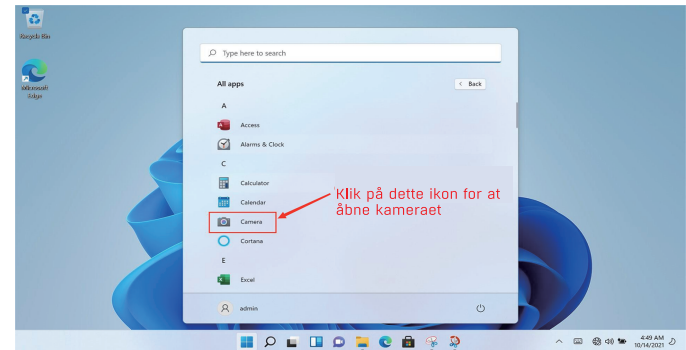 Recycle Bin
Microsoft
Edge
Type here to search
All apps
< Back
A
Access
Alarms & Clock
C
Calculator
Calendar
Camera
Cortana
E
Excel
admin
Klik på dette ikon for at
åbne kameraet
4:49 AM
10/14/2021